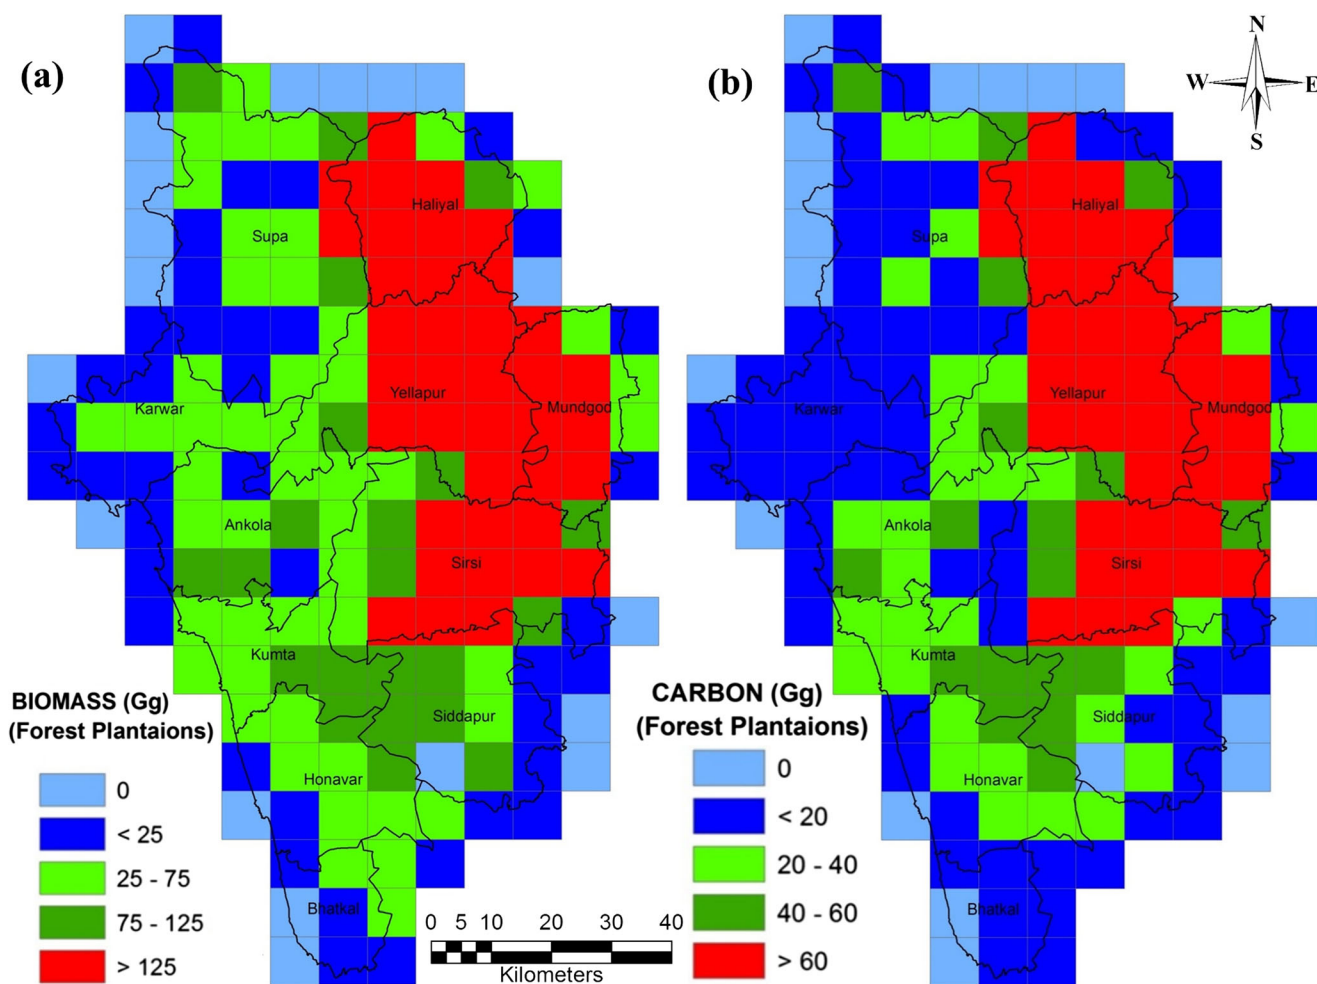 (a)
Haliyal
Supa
Yellapur
Karwar
Mundgod
Ankola
Sirsi
Kumta
Siddapur
Honavar
Bhatkal
BIOMASS (Gg)
(Forest Plantaions)
0
< 25
25 - 75
75 - 125
> 125
0 5 10 20 30 40
Kilometers
(b)
N
W E
S
Haliyal
Supa
Yellapur
Karwar
Mundgod
Ankola
Sirsi
Kumta
Siddapur
Honavar
Bhatkal
CARBON (Gg)
(Forest Plantaions)
0
< 20
20 - 40
40 - 60
> 60